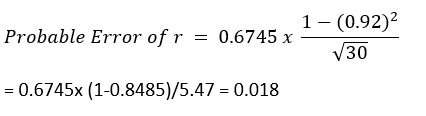 Probable Error of r = 0.6745 x \frac{1 − (0.92)²}{√30}
= 0.6745x (1-0.8485)/5.47 = 0.018